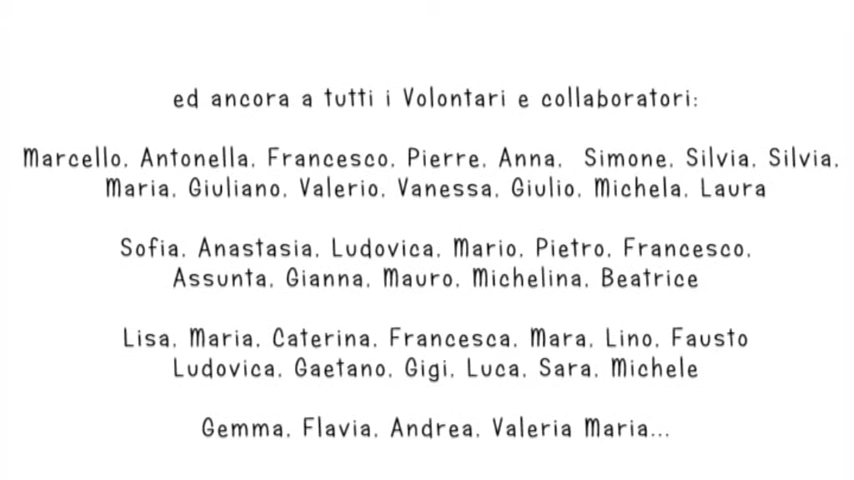 ed ancora a tutti i Volontari e collaboratori:
Marcello, Antonella, Francesco, Pierre, Anna, Simone, Silvia, Silvia,
Maria, Giuliano, Valerio, Vanessa, Giulio, Michela, Laura
Sofia, Anastasia, Ludovica, Mario, Pietro, Francesco,
Assunta, Gianna, Mauro, Michelina, Beatrice
Lisa, Maria, Caterina, Francesca, Mara, Lino, Fausto
Ludovica, Gaetano, Gigi, Luca, Sara, Michele
Gemma, Flavia, Andrea, Valeria Maria...